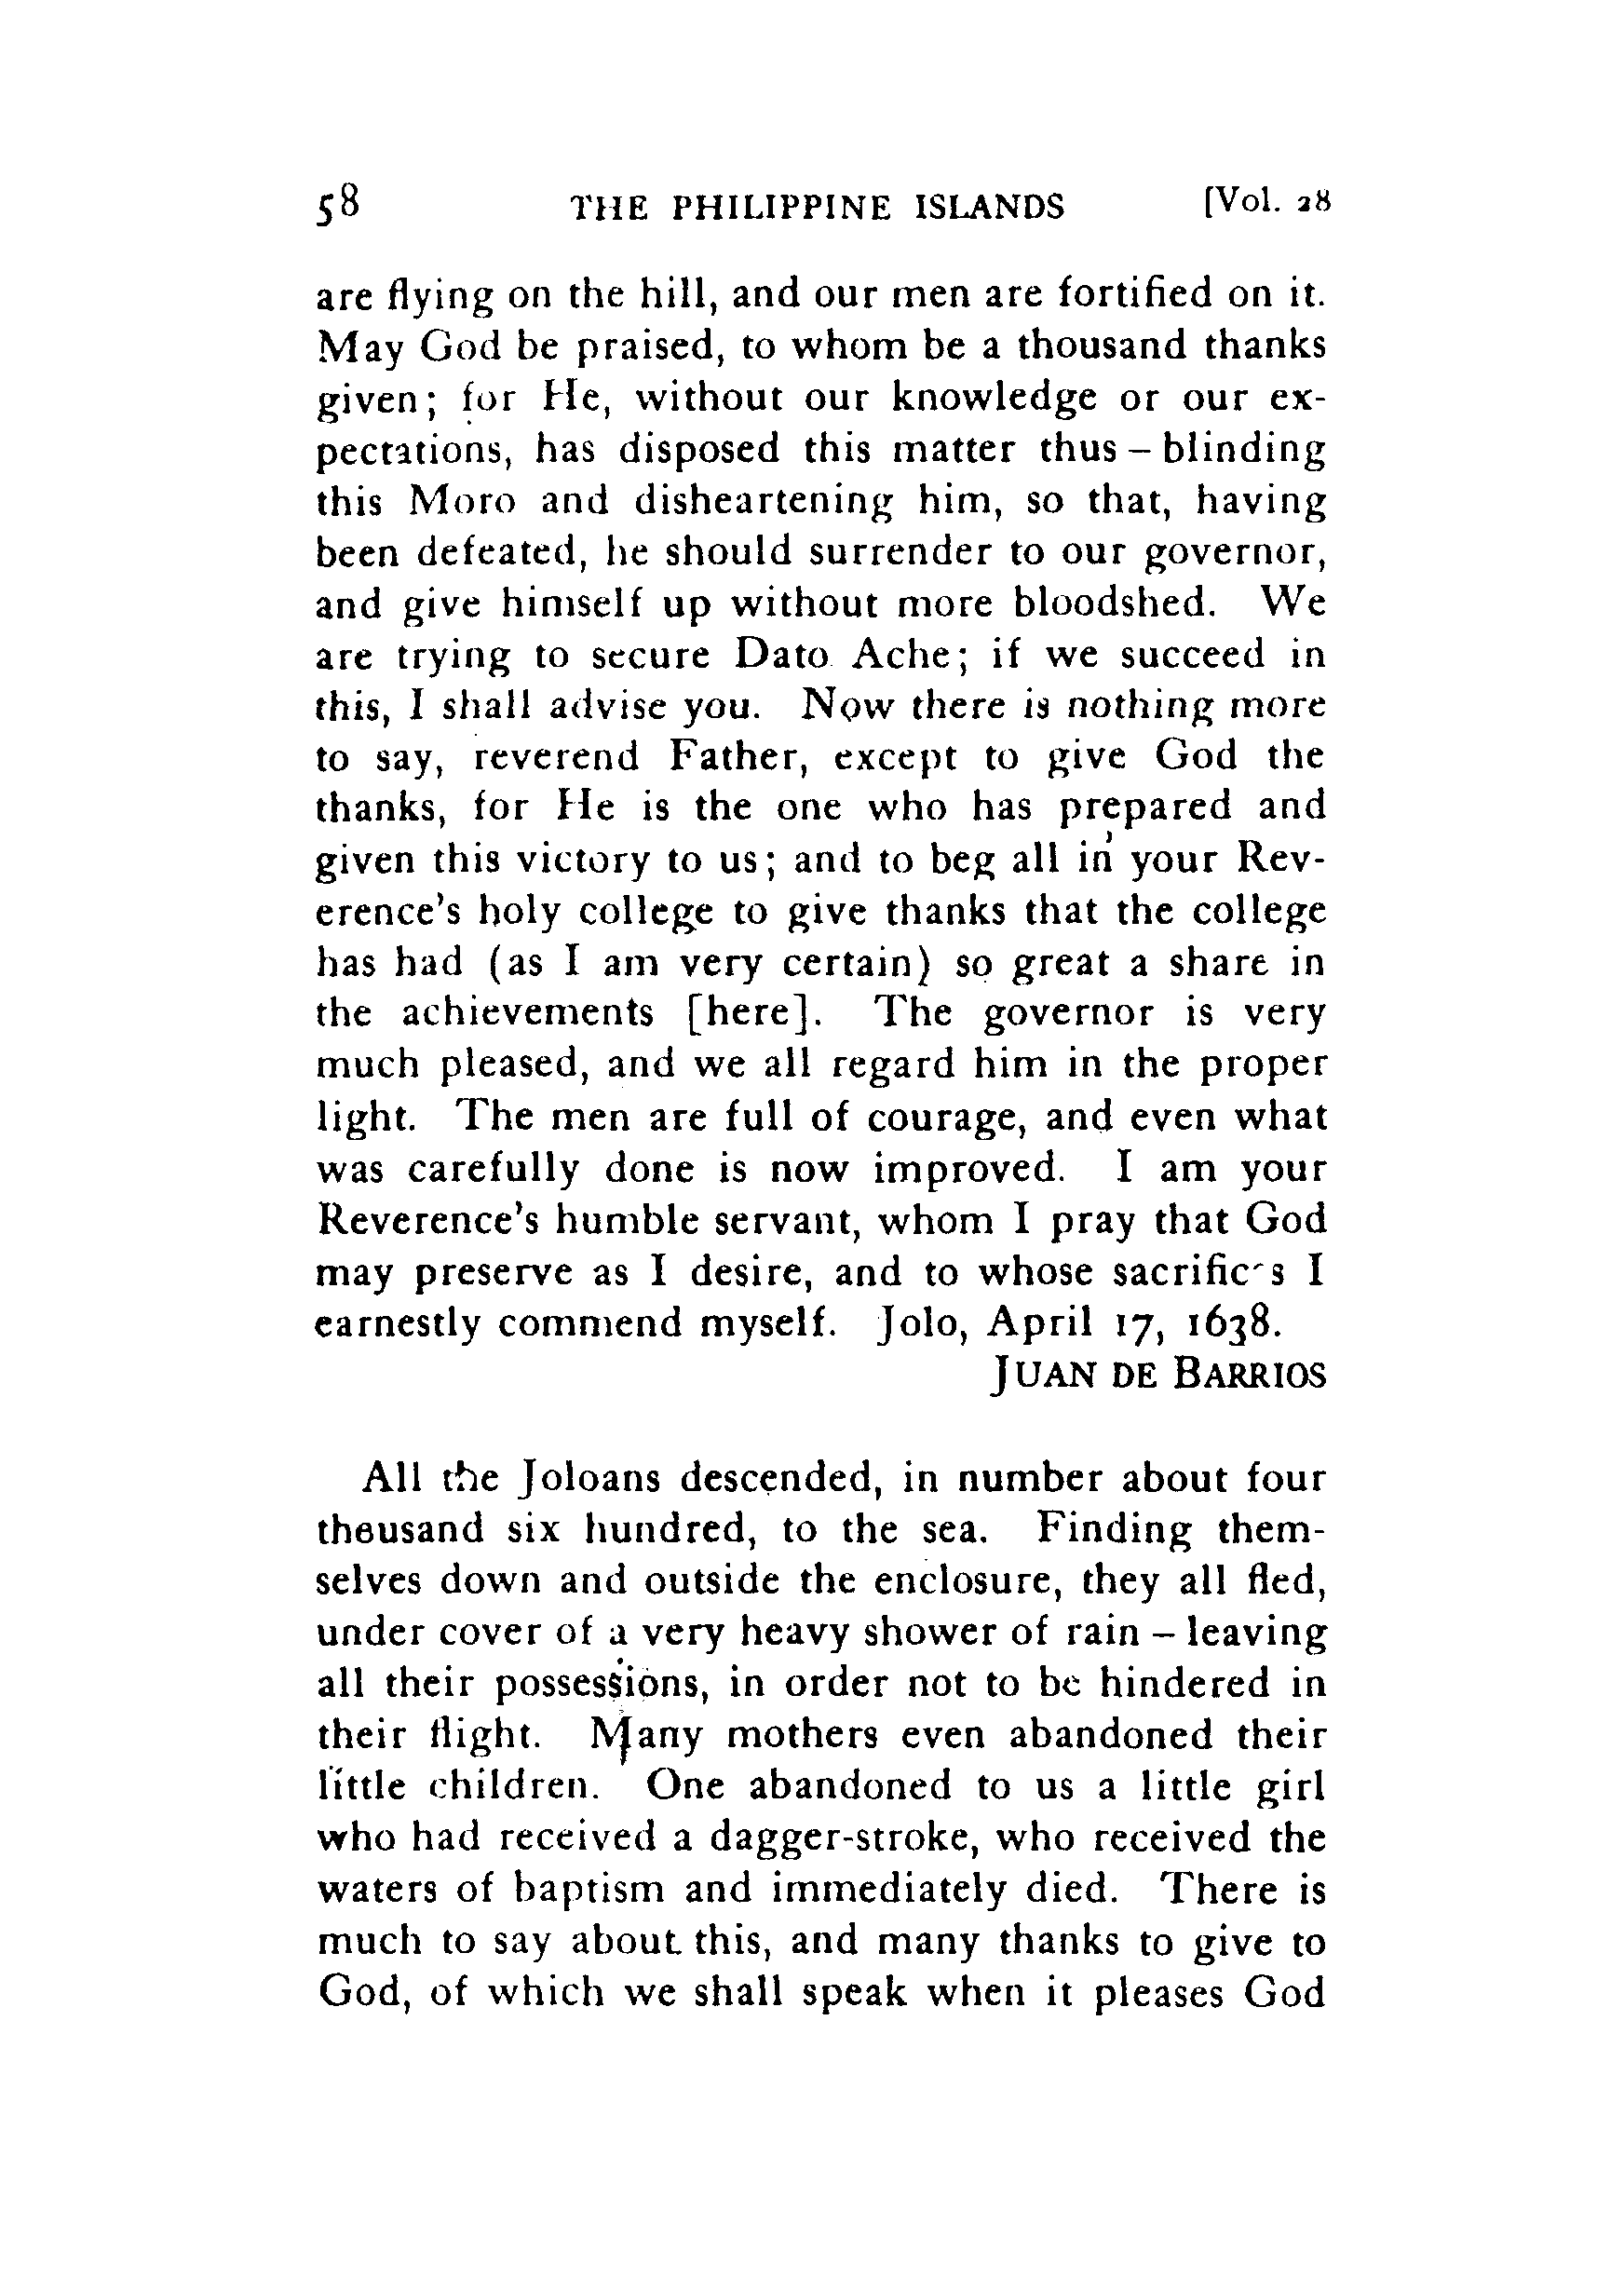 58 THE PHILIPPINE ISLANDS [Vol. 28
are flying on the hill, and our men are fortified on it.
May God be praised, to whom be a thousand thanks
given; for He, without our knowledge or our ex-
pectations, has disposed this matter thus – blinding
this Moro and disheartening him, so that, having
been defeated, he should surrender to our governor,
and give himself up without more bloodshed. We
are trying to secure Dato Ache; if we succeed in
this, I shall advise you. Now there is nothing more
to say, reverend Father, except to give God the
thanks, for He is the one who has prepared and
given this victory to us; and to beg all in your Rev-
erence's holy college to give thanks that the college
has had (as I am very certain) so great a share in
the achievements [here]. The governor is very
much pleased, and we all regard him in the proper
light. The men are full of courage, and even what
was carefully done is now improved. I am your
Reverence's humble servant, whom I pray that God
may preserve as I desire, and to whose sacrifices I
earnestly commend myself. Jolo, April 17, 1638.
JUAN DE BARRIOS
All the Joloans descended, in number about four
thousand six hundred, to the sea. Finding them-
selves down and outside the enclosure, they all fled,
under cover of a very heavy shower of rain – leaving
all their possessions, in order not to be hindered in
their flight. Many mothers even abandoned their
little children. One abandoned to us a little girl
who had received a dagger-stroke, who received the
waters of baptism and immediately died. There is
much to say about this, and many thanks to give to
God, of which we shall speak when it pleases God